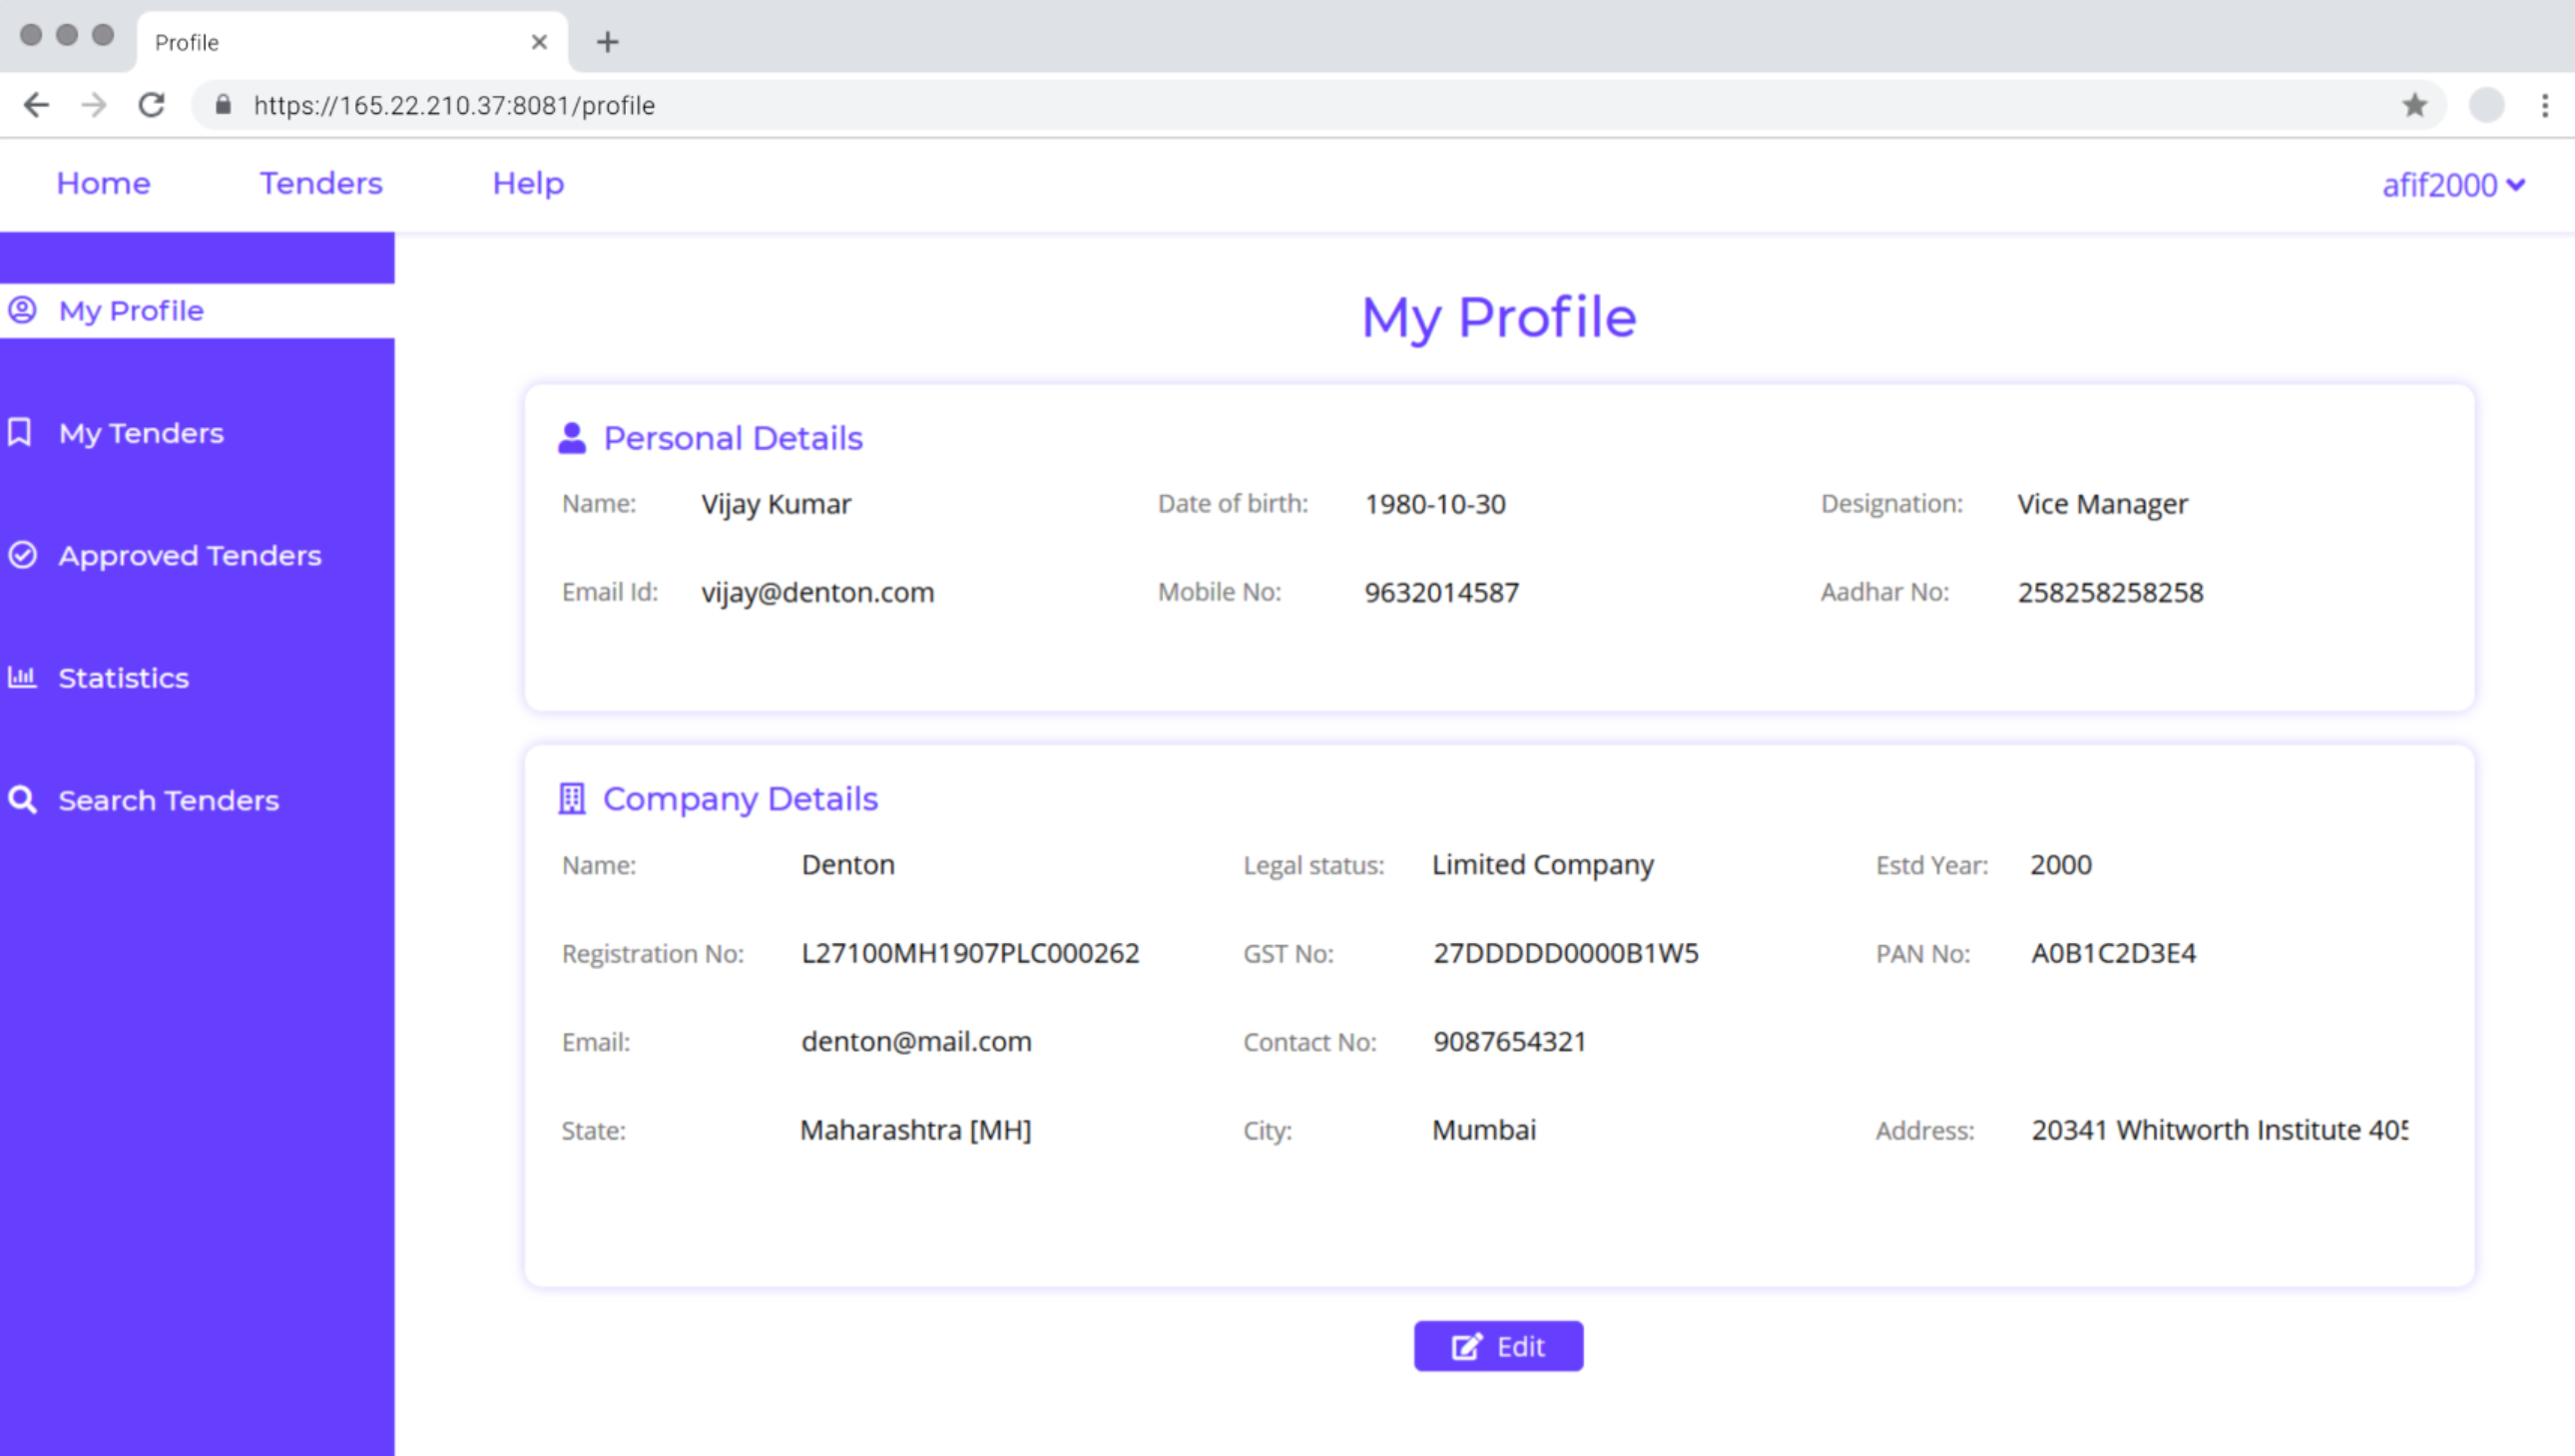 Profile
https://165.22.210.37:8081/profile
Home Tenders Help afif2000
My Profile
My Tenders
Approved Tenders
Statistics
Search Tenders
My Profile
Personal Details
Name: Vijay Kumar Date of birth: 1980-10-30 Designation: Vice Manager
Email Id: vijay@denton.com Mobile No: 9632014587 Aadhar No: 258258258258
Company Details
Name: Denton Legal status: Limited Company Estd Year: 2000
Registration No: L27100MH1907PLC000262 GST No: 27DDDDD0000B1W5 PAN No: A0B1C2D3E4
Email: denton@mail.com Contact No: 9087654321
State: Maharashtra [MH] City: Mumbai Address: 20341 Whitworth Institute 405
Edit